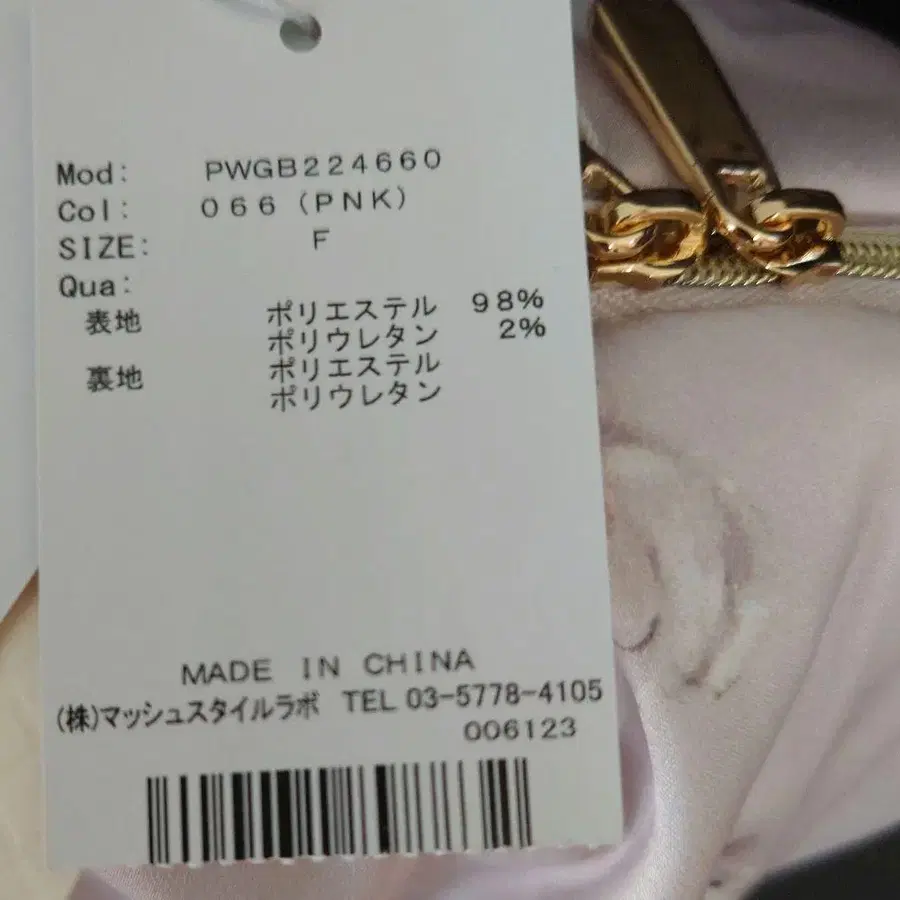 Mod: PWGB224660
Col: 066 (PNK)
SIZE: F
Qua:
表地 ポリエステル 98%
ポリウレタン 2%
裏地 ポリエステル
ポリウレタン
MADE IN CHINA
(株)マッシュスタイルラボ TEL 03-5778-4105
006123